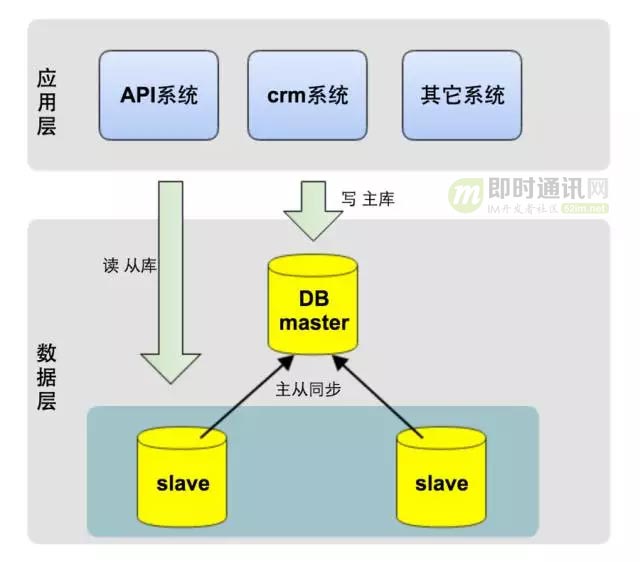 应用层
API系统
crm系统
其它系统
即时通讯网
IM开发者社区 52im.net
写 主库
读 从库
DB
master
数据层
主从同步
slave
slave